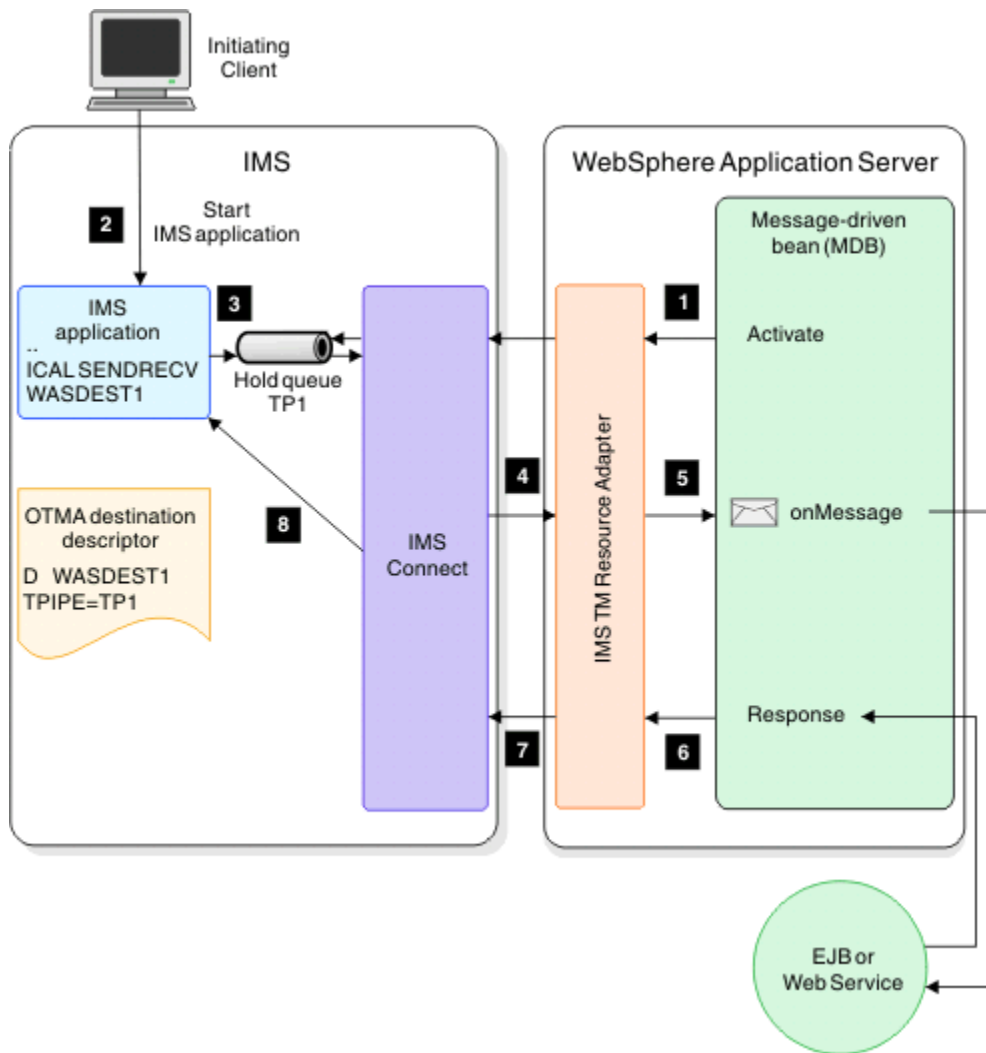 Initiating
Client
IMS
WebSphere Application Server
2
Start
IMS application
Message-driven
bean (MDB)
IMS
application
..
ICAL SENDRECV
WASDEST1
3
Hold queue
TP1
1
Activate
4
5
onMessage
OTMA destination
descriptor
D WASDEST1
TPIPE=TP1
8
IMS
Connect
IMS TM Resource Adapter
Response
7
6
EJB or
Web Service